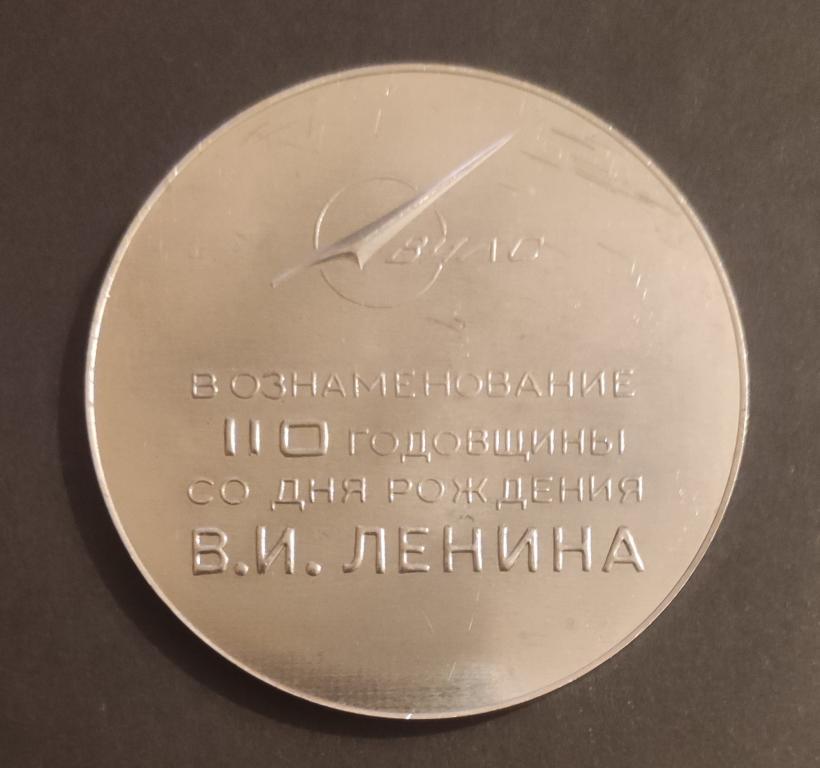 ВУЛС
В ОЗНАМЕНОВАНИЕ
110 ГОДОВЩИНЫ
СО ДНЯ РОЖДЕНИЯ
В.И. ЛЕНИНА